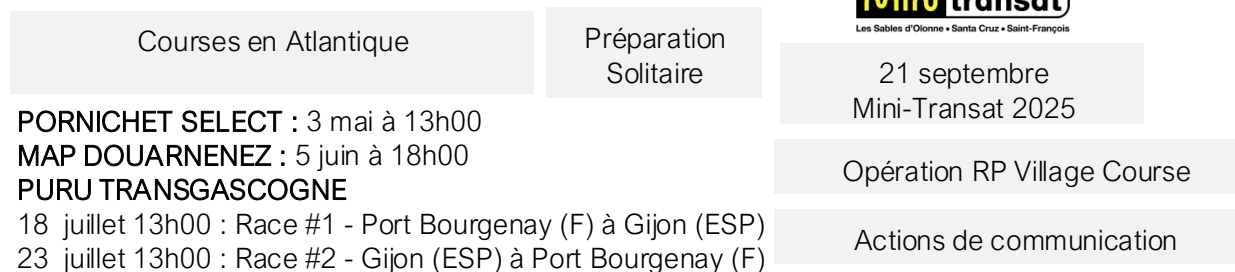 transat
Les Sables d'Olonne • Santa Cruz • Saint-François
Courses en Atlantique
Préparation
Solitaire
21 septembre
Mini-Transat 2025
PORNICHET SELECT : 3 mai à 13h00
MAP DOUARNENEZ : 5 juin à 18h00
PURU TRANSGASCOGNE
18 juillet 13h00 : Race #1 - Port Bourgenay (F) à Gijon (ESP)
23 juillet 13h00 : Race #2 - Gijon (ESP) à Port Bourgenay (F)
Opération RP Village Course
Actions de communication